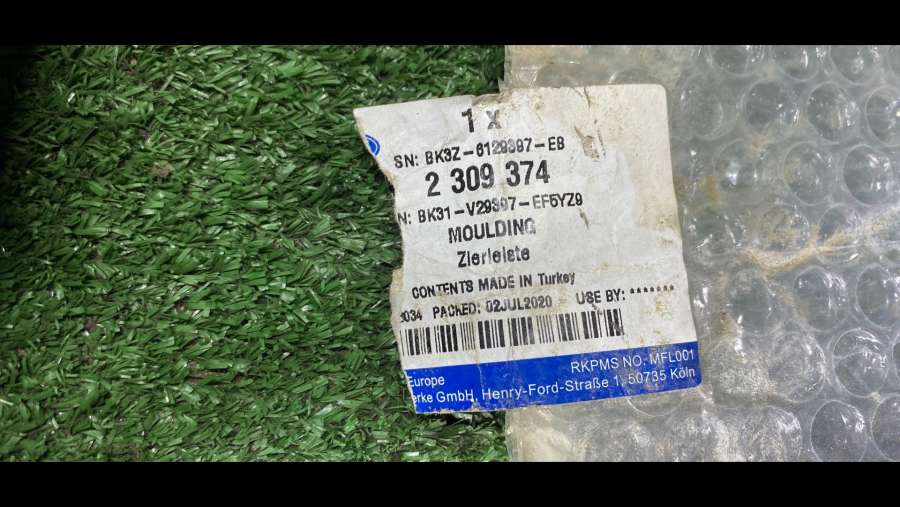 1 X
SN: BK3Z-6129397-EB
2 309 374
N: BK31-V29397-EF5YZ9
MOULDING
Zierleiste
CONTENTS MADE IN Turkey
3034 PACKED: 02JUL2020 USE BY: *******
RKPMS NO. MFL001
Europe
erke GmbH, Henry-Ford-Straße 1, 50735 Köln